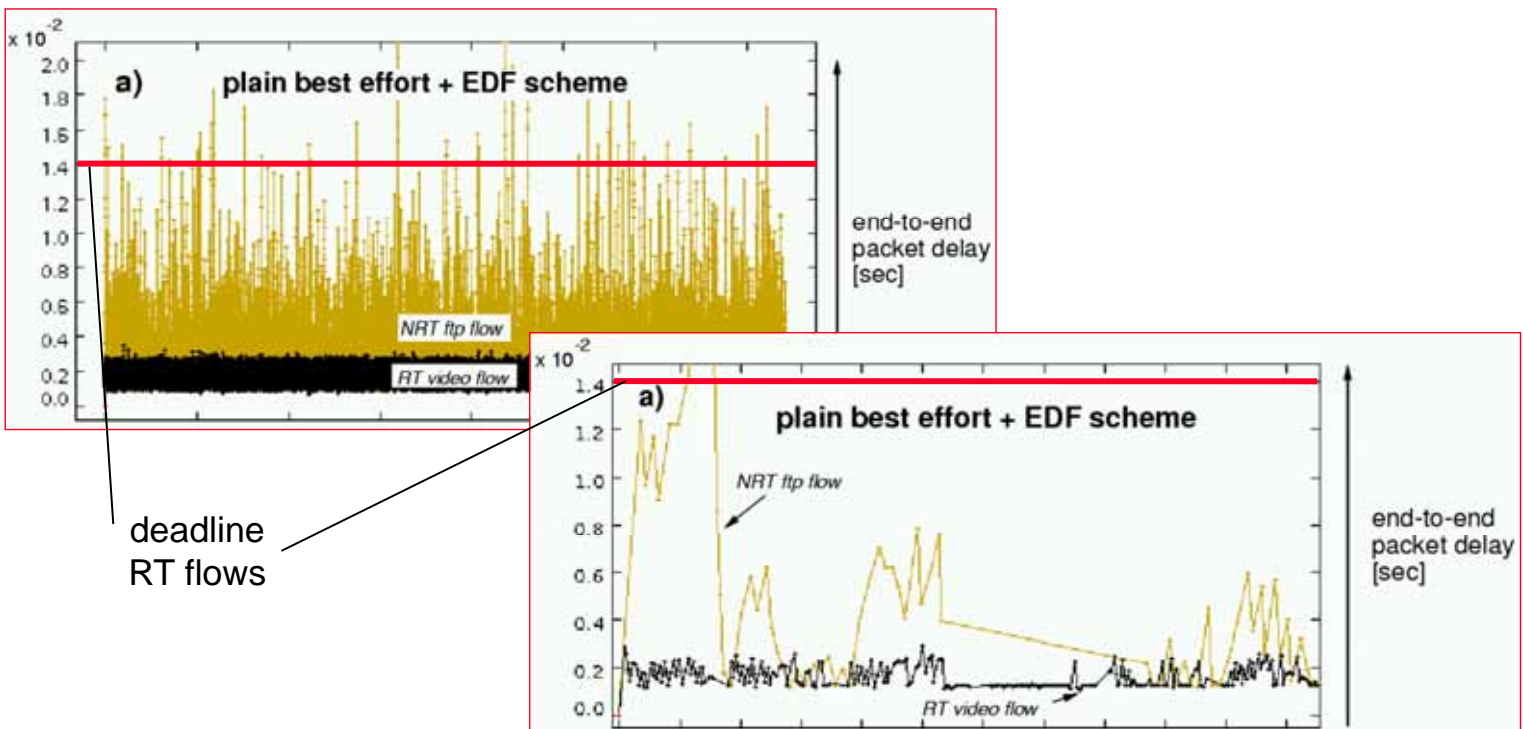 x 10-2
2.0
1.8
1.6
1.4
1.2
1.0
0.8
0.6
0.4
0.2
0.0
a) plain best effort + EDF scheme
NRT ftp flow
RT video flow
end-to-end
packet delay
[sec]
x 10-2
1.4
1.2
1.0
0.8
0.6
0.4
0.2
0.0
a)
plain best effort + EDF scheme
NRT ftp flow
RT video flow
end-to-end
packet delay
[sec]
deadline
RT flows